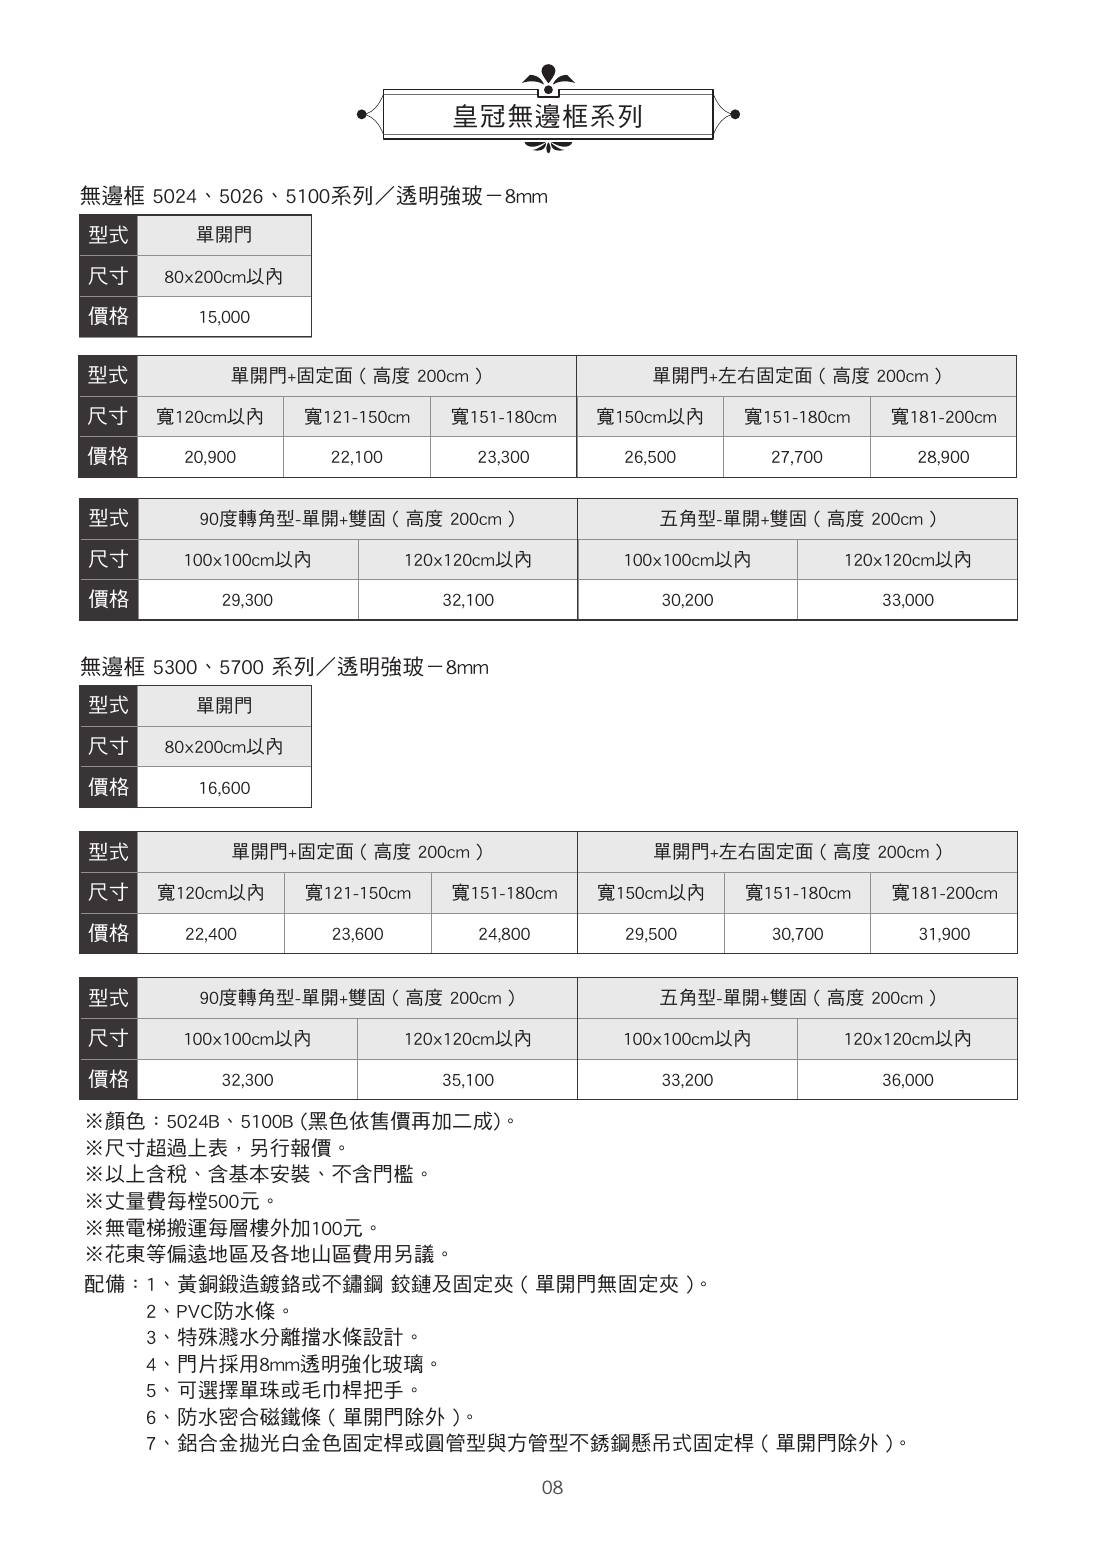 皇冠無邊框系列
無邊框 5024、5026、5100系列／透明強玻－8mm
型式 單開門
尺寸 80x200cm以內
價格 15,000
型式 單開門+固定面（高度 200cm） 單開門+左右固定面（高度 200cm）
尺寸 寬120cm以內 寬121-150cm 寬151-180cm 寬150cm以內 寬151-180cm 寬181-200cm
價格 20,900 22,100 23,300 26,500 27,700 28,900
型式 90度轉角型-單開+雙固（高度 200cm） 五角型-單開+雙固（高度 200cm）
尺寸 100x100cm以內 120x120cm以內 100x100cm以內 120x120cm以內
價格 29,300 32,100 30,200 33,000
無邊框 5300、5700 系列／透明強玻－8mm
型式 單開門
尺寸 80x200cm以內
價格 16,600
型式 單開門+固定面（高度 200cm） 單開門+左右固定面（高度 200cm）
尺寸 寬120cm以內 寬121-150cm 寬151-180cm 寬150cm以內 寬151-180cm 寬181-200cm
價格 22,400 23,600 24,800 29,500 30,700 31,900
型式 90度轉角型-單開+雙固（高度 200cm） 五角型-單開+雙固（高度 200cm）
尺寸 100x100cm以內 120x120cm以內 100x100cm以內 120x120cm以內
價格 32,300 35,100 33,200 36,000
※顏色：5024B、5100B (黑色依售價再加二成)。
※尺寸超過上表，另行報價。
※以上含稅、含基本安裝、不含門檻。
※丈量費每樘500元。
※無電梯搬運每層樓外加100元。
※花東等偏遠地區及各地山區費用另議。
配備：1、黃銅鍛造鍍鉻或不鏽鋼 鉸鏈及固定夾（單開門無固定夾）。
2、PVC防水條。
3、特殊濺水分離擋水條設計。
4、門片採用8mm透明強化玻璃。
5、可選擇單珠或毛巾桿把手。
6、防水密合磁鐵條（單開門除外）。
7、鋁合金拋光白金色固定桿或圓管型與方管型不銹鋼懸吊式固定桿（單開門除外）。
08